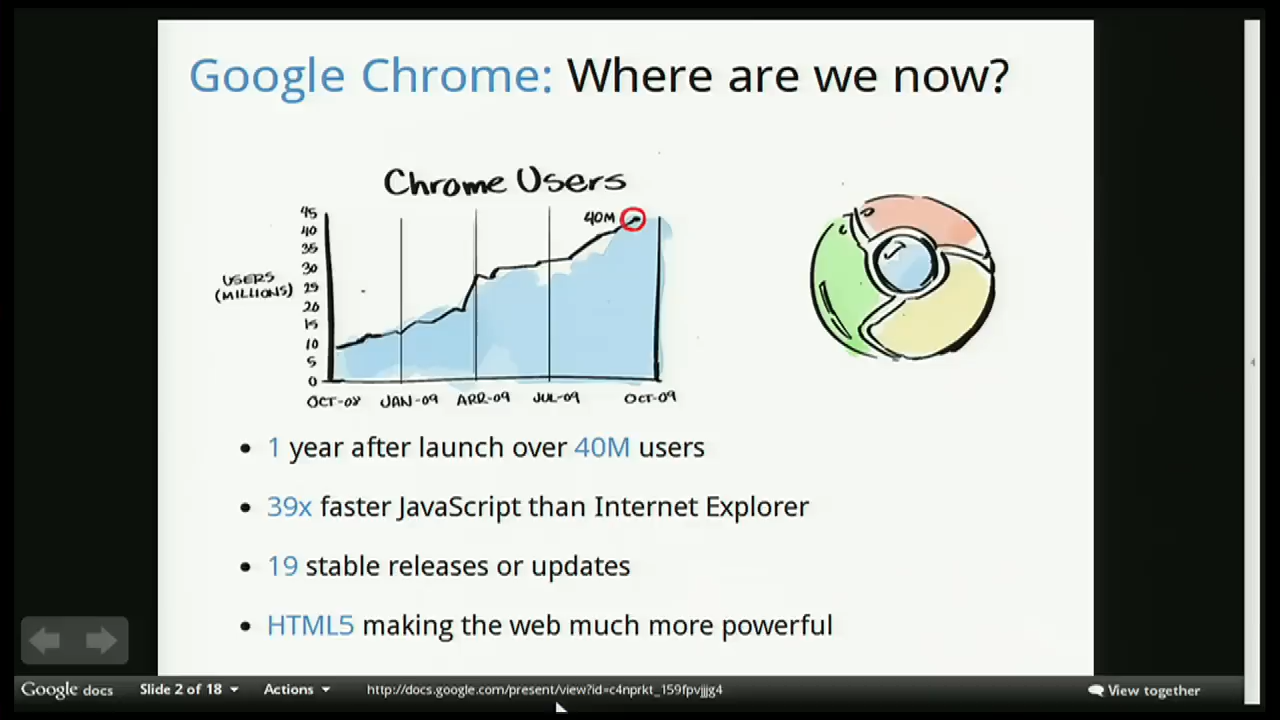 Google Chrome: Where are we now?
Chrome Users
45
40
35
30
25
20
15
10
5
0
40M
USERS
(MILLIONS)
OCT-08 JAN-09 APR-09 JUL-09 OCT-09
• 1 year after launch over 40M users
• 39x faster JavaScript than Internet Explorer
• 19 stable releases or updates
• HTML5 making the web much more powerful
Google docs Slide 2 of 18 Actions http://docs.google.com/present/view?id=c4nprkt_159fpvjjjg4 View together